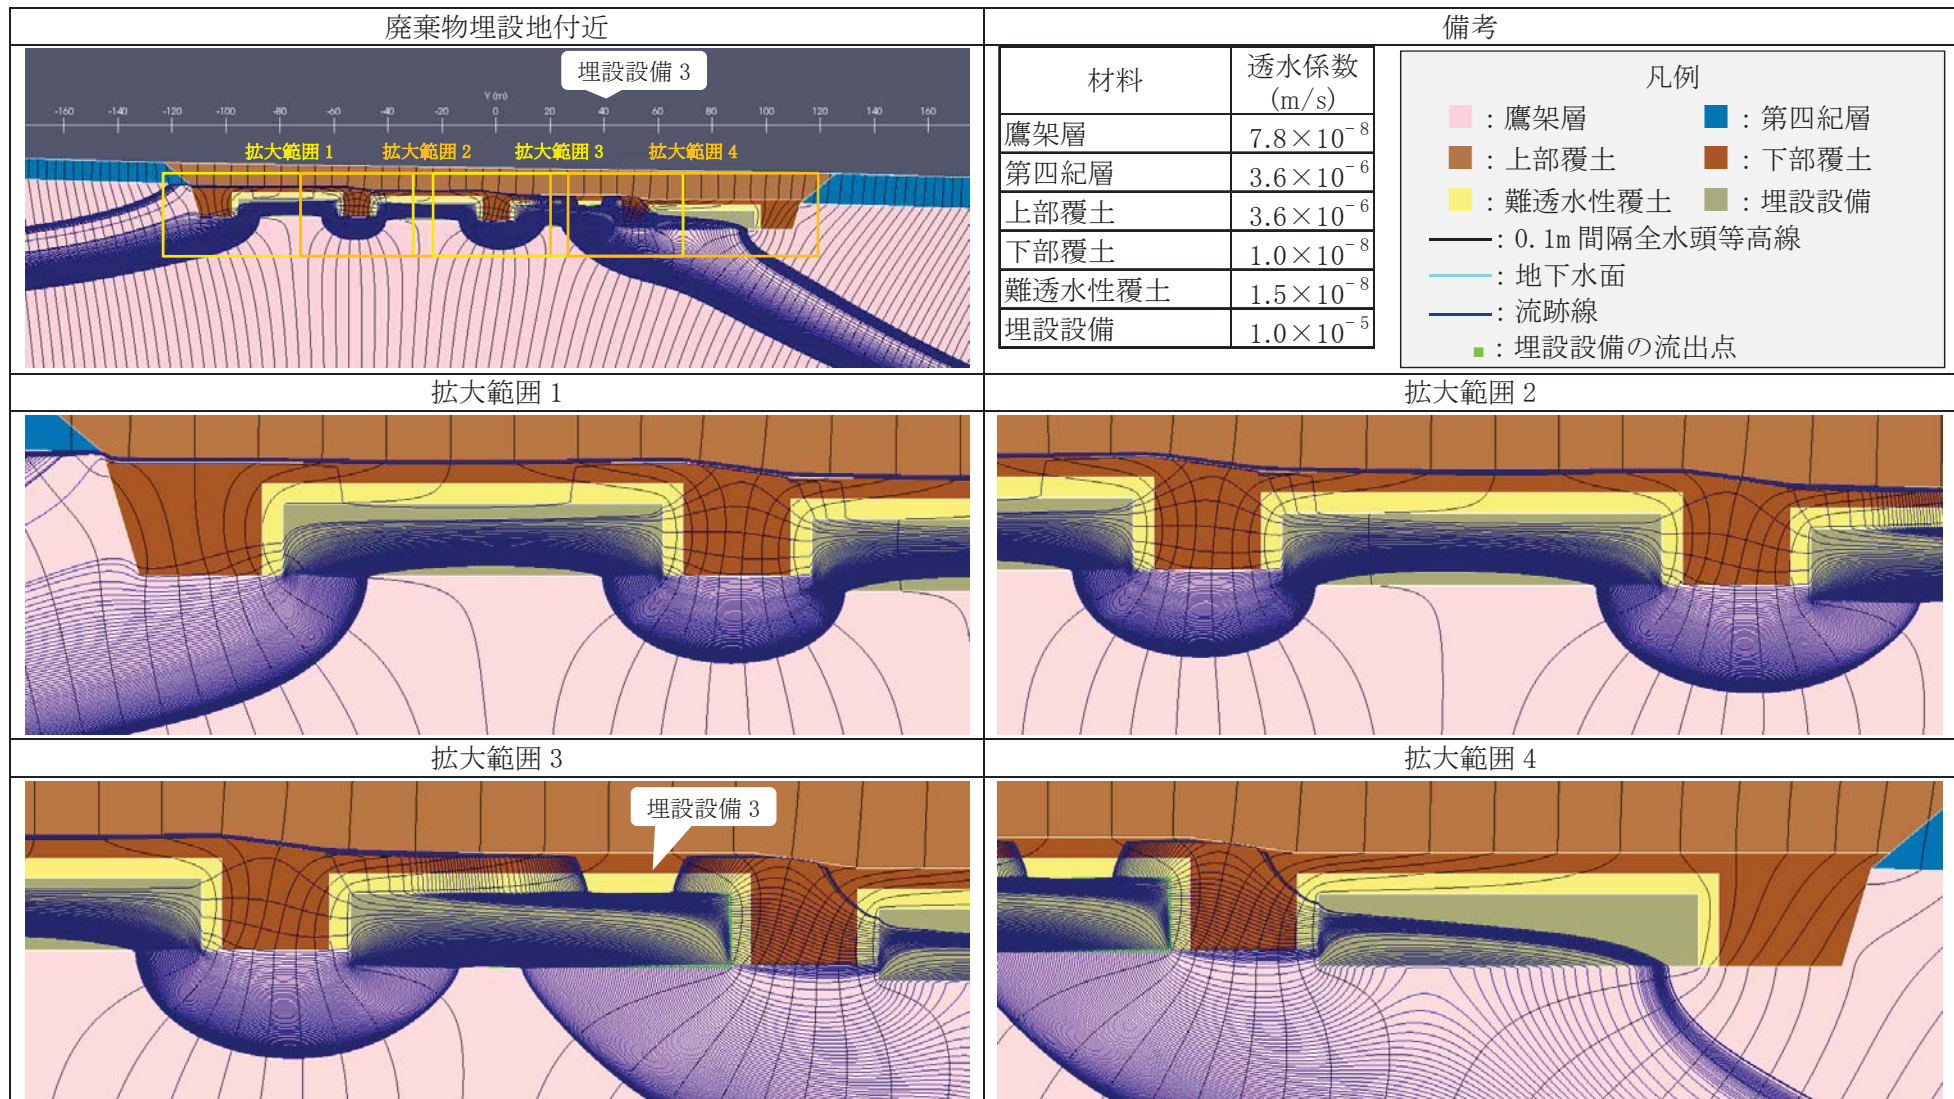 廃棄物埋設地付近
備考
埋設設備 3
Y (m)
-160 -140 -120 -100 -80 -60 -40 -20 0 20 40 60 80 100 120 140 160
拡大範囲 1 拡大範囲 2 拡大範囲 3 拡大範囲 4
材料 透水係数
(m/s)
鷹架層 7.8×10⁻⁸
第四紀層 3.6×10⁻⁶
上部覆土 3.6×10⁻⁶
下部覆土 1.0×10⁻⁸
難透水性覆土 1.5×10⁻⁸
埋設設備 1.0×10⁻⁵
凡例
:鷹架層 :第四紀層
:上部覆土 :下部覆土
:難透水性覆土 :埋設設備
:0.1m 間隔全水頭等高線
:地下水面
:流跡線
:埋設設備の流出点
拡大範囲 1
拡大範囲 2
拡大範囲 3
拡大範囲 4
埋設設備 3